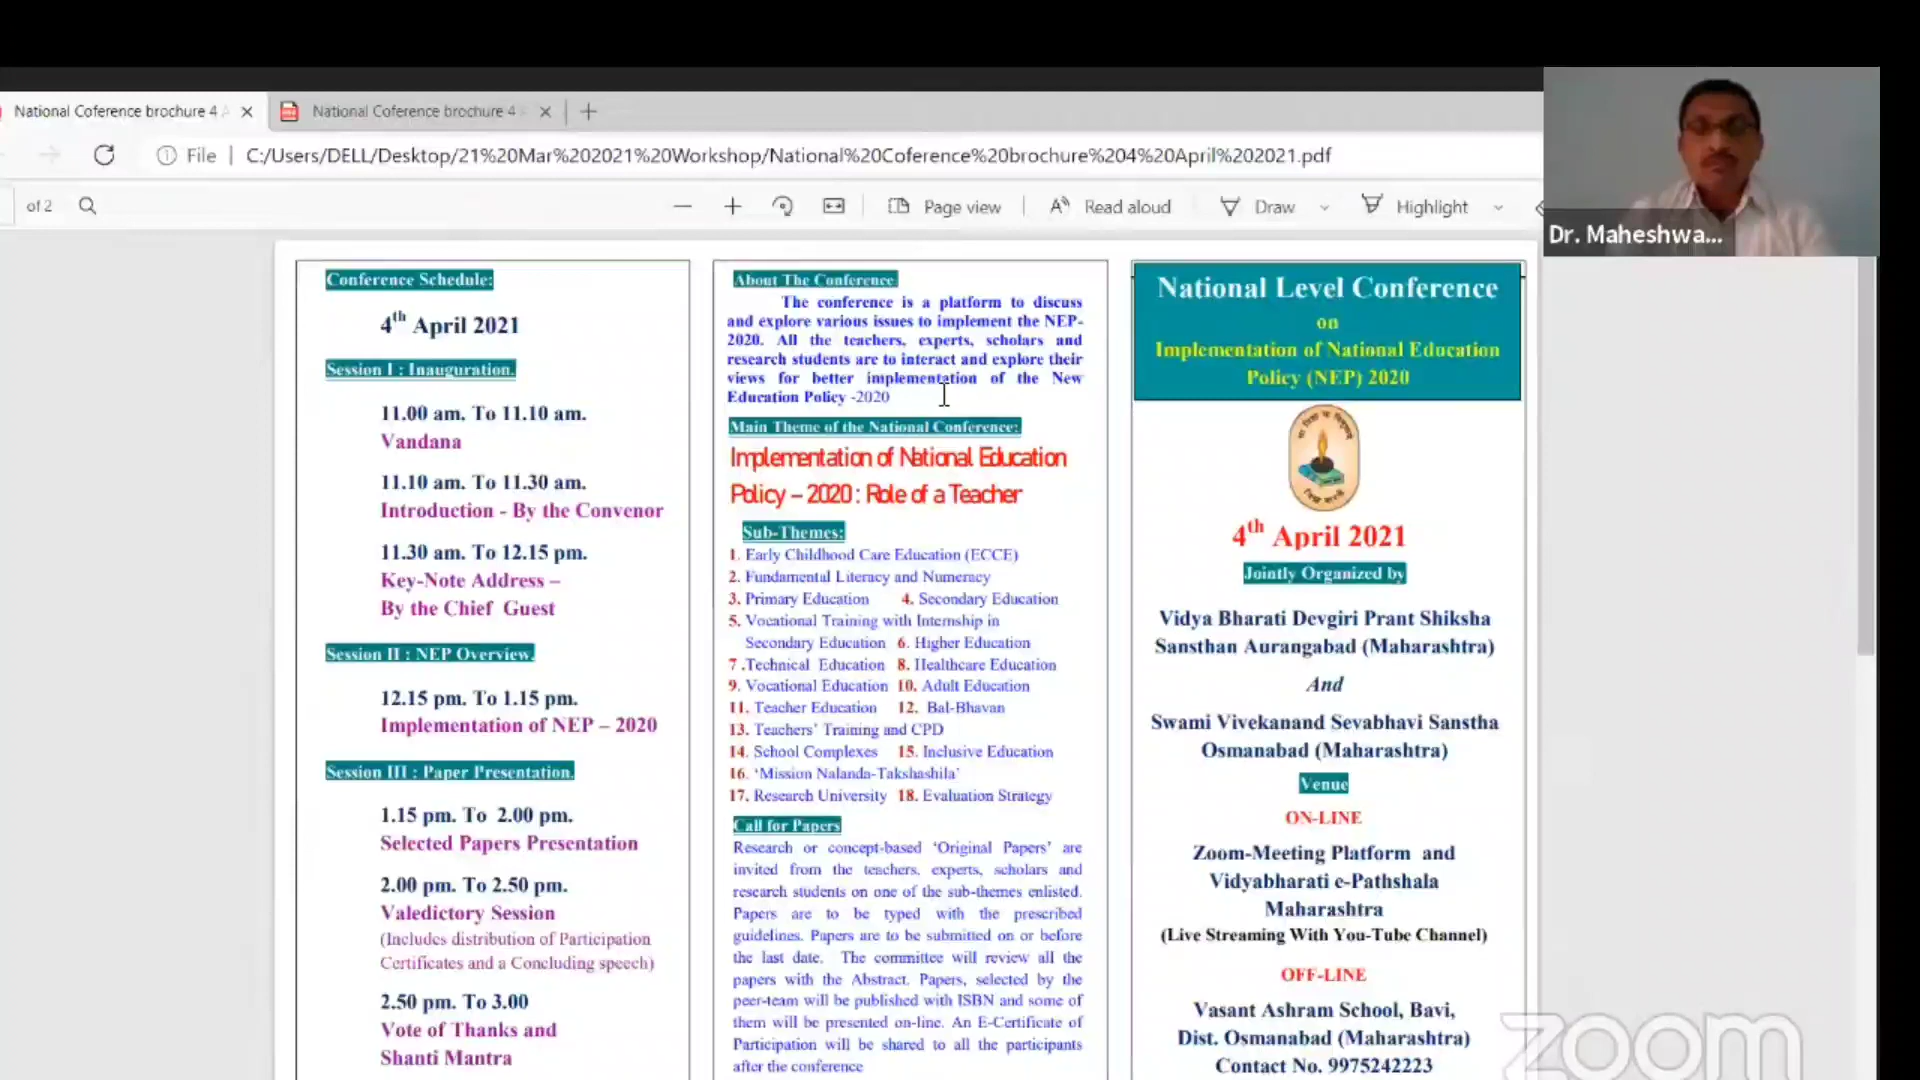 National Coference brochure 4
National Coference brochure 4
File
C:/Users/DELL/Desktop/21%20Mar%202021%20Workshop/National%20Coference%20brochure%204%20April%202021.pdf
of 2
Page view
Read aloud
Draw
Highlight
Dr. Maheshwa...
Conference Schedule:
4th April 2021
Session I : Inauguration.
11.00 am. To 11.10 am.
Vandana
11.10 am. To 11.30 am.
Introduction - By the Convenor
11.30 am. To 12.15 pm.
Key-Note Address –
By the Chief Guest
Session II : NEP Overview.
12.15 pm. To 1.15 pm.
Implementation of NEP – 2020
Session III : Paper Presentation.
1.15 pm. To 2.00 pm.
Selected Papers Presentation
2.00 pm. To 2.50 pm.
Valedictory Session
(Includes distribution of Participation
Certificates and a Concluding speech)
2.50 pm. To 3.00
Vote of Thanks and
Shanti Mantra
About The Conference
The conference is a platform to discuss
and explore various issues to implement the NEP-
2020. All the teachers, experts, scholars and
research students are to interact and explore their
views for better implementation of the New
Education Policy -2020
Main Theme of the National Conference:
Implementation of National Education
Policy – 2020 : Role of a Teacher
Sub-Themes:
1. Early Childhood Care Education (ECCE)
2. Fundamental Literacy and Numeracy
3. Primary Education 4. Secondary Education
5. Vocational Training with Internship in
Secondary Education 6. Higher Education
7 .Technical Education 8. Healthcare Education
9. Vocational Education 10. Adult Education
11. Teacher Education 12. Bal-Bhavan
13. Teachers' Training and CPD
14. School Complexes 15. Inclusive Education
16. 'Mission Nalanda-Takshashila'
17. Research University 18. Evaluation Strategy
Call for Papers
Research or concept-based 'Original Papers' are
invited from the teachers, experts, scholars and
research students on one of the sub-themes enlisted.
Papers are to be typed with the prescribed
guidelines. Papers are to be submitted on or before
the last date. The committee will review all the
papers with the Abstract. Papers, selected by the
peer-team will be published with ISBN and some of
them will be presented on-line. An E-Certificate of
Participation will be shared to all the participants
after the conference
National Level Conference
on
Implementation of National Education
Policy (NEP) 2020
4th April 2021
Jointly Organized by
Vidya Bharati Devgiri Prant Shiksha
Sansthan Aurangabad (Maharashtra)
And
Swami Vivekanand Sevabhavi Sanstha
Osmanabad (Maharashtra)
Venue
ON-LINE
Zoom-Meeting Platform and
Vidyabharati e-Pathshala
Maharashtra
(Live Streaming With You-Tube Channel)
OFF-LINE
Vasant Ashram School, Bavi,
Dist. Osmanabad (Maharashtra)
Contact No. 9975242223
zoom